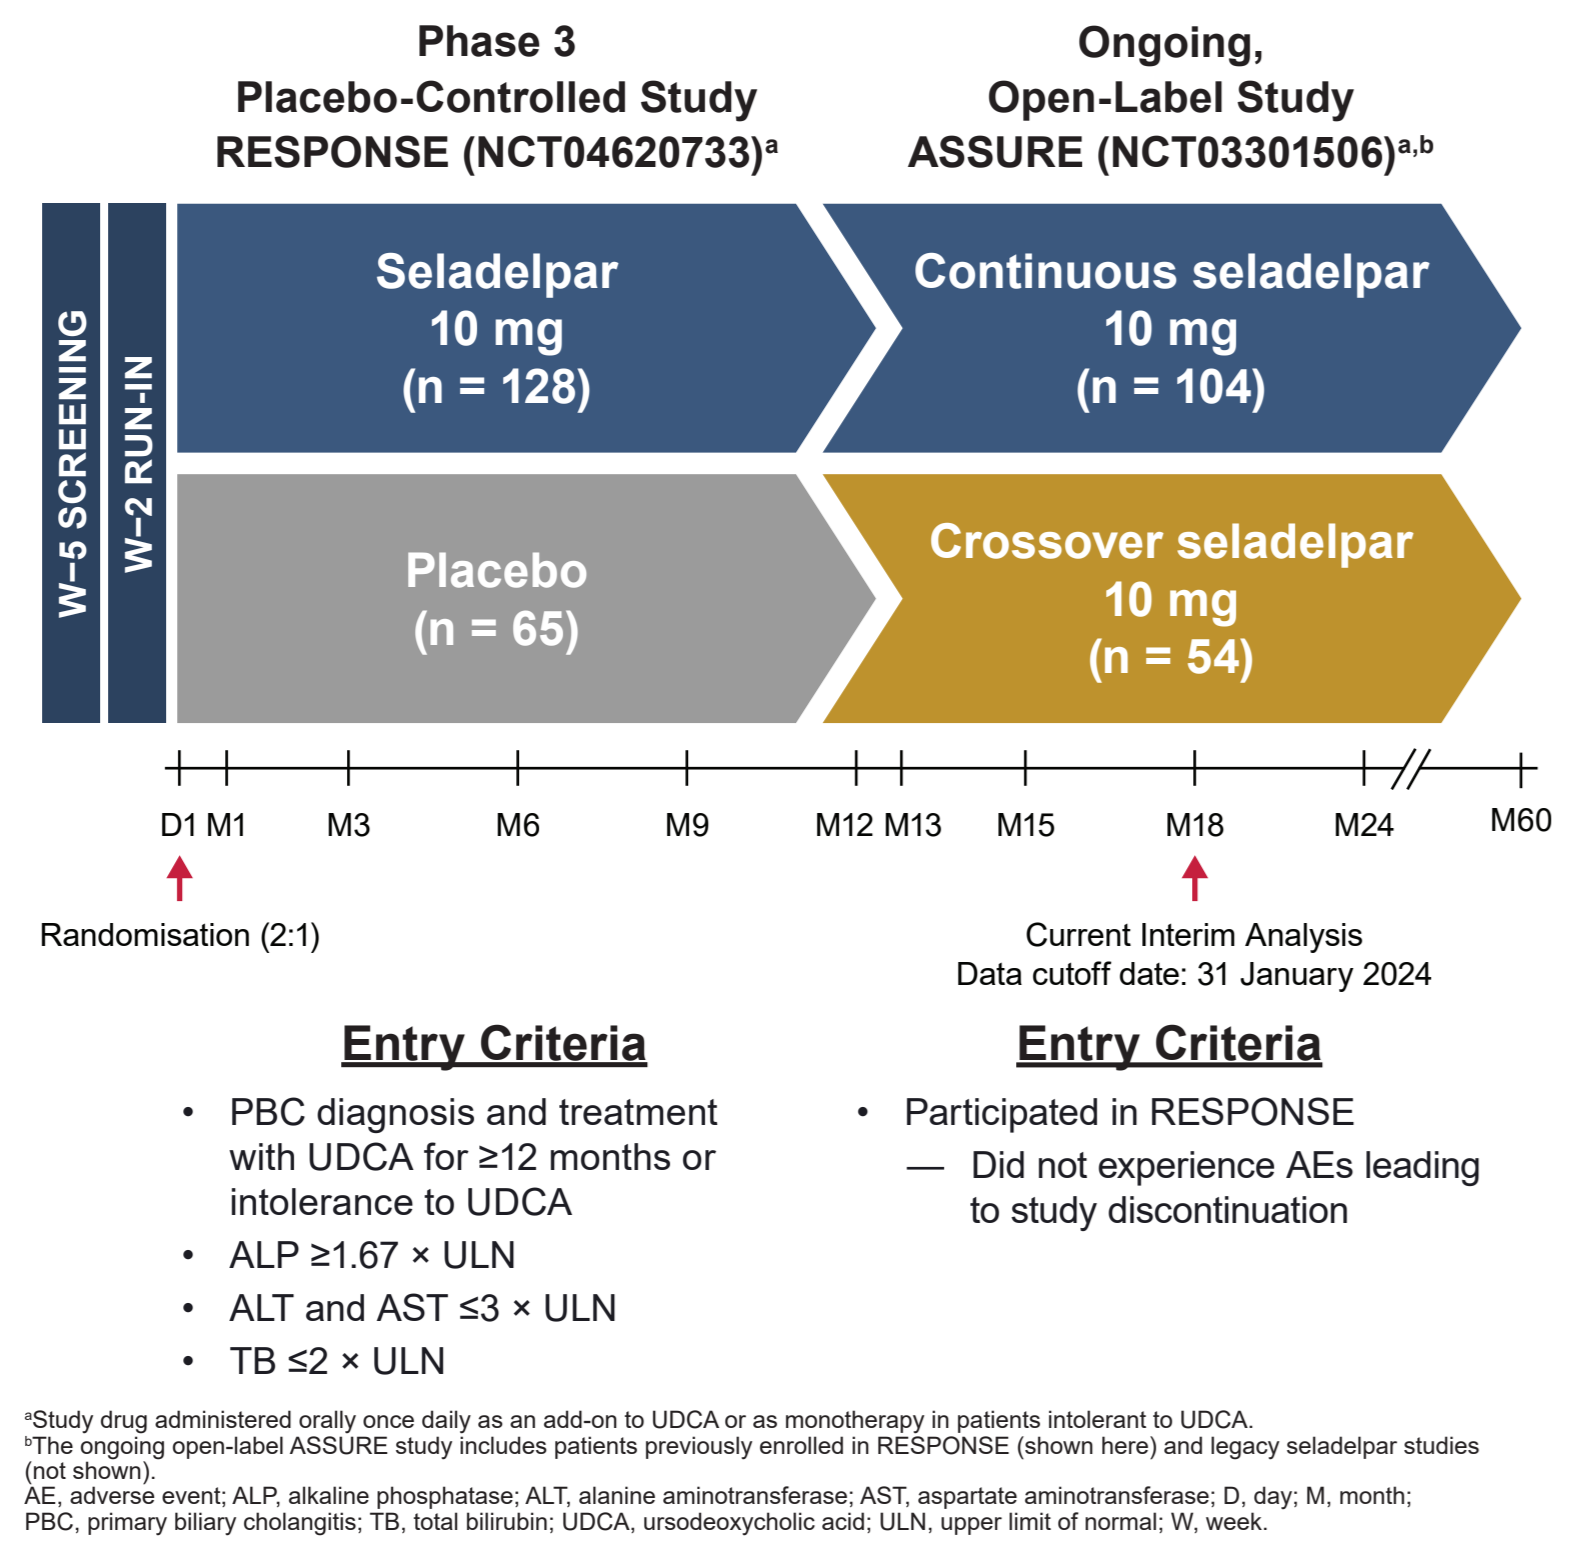 Phase 3
Placebo-Controlled Study
RESPONSE (NCT04620733)ᵃ
Ongoing,
Open-Label Study
ASSURE (NCT03301506)ᵃ,ᵇ
W–5 SCREENING
W–2 RUN-IN
Seladelpar
10 mg
(n = 128)
Continuous seladelpar
10 mg
(n = 104)
Placebo
(n = 65)
Crossover seladelpar
10 mg
(n = 54)
D1 M1 M3 M6 M9 M12 M13 M15 M18 M24 M60
Randomisation (2:1)
Current Interim Analysis
Data cutoff date: 31 January 2024
Entry Criteria
• PBC diagnosis and treatment
with UDCA for ≥12 months or
intolerance to UDCA
• ALP ≥1.67 × ULN
• ALT and AST ≤3 × ULN
• TB ≤2 × ULN
Entry Criteria
• Participated in RESPONSE
— Did not experience AEs leading
to study discontinuation
ᵃStudy drug administered orally once daily as an add-on to UDCA or as monotherapy in patients intolerant to UDCA.
ᵇThe ongoing open-label ASSURE study includes patients previously enrolled in RESPONSE (shown here) and legacy seladelpar studies
(not shown).
AE, adverse event; ALP, alkaline phosphatase; ALT, alanine aminotransferase; AST, aspartate aminotransferase; D, day; M, month;
PBC, primary biliary cholangitis; TB, total bilirubin; UDCA, ursodeoxycholic acid; ULN, upper limit of normal; W, week.